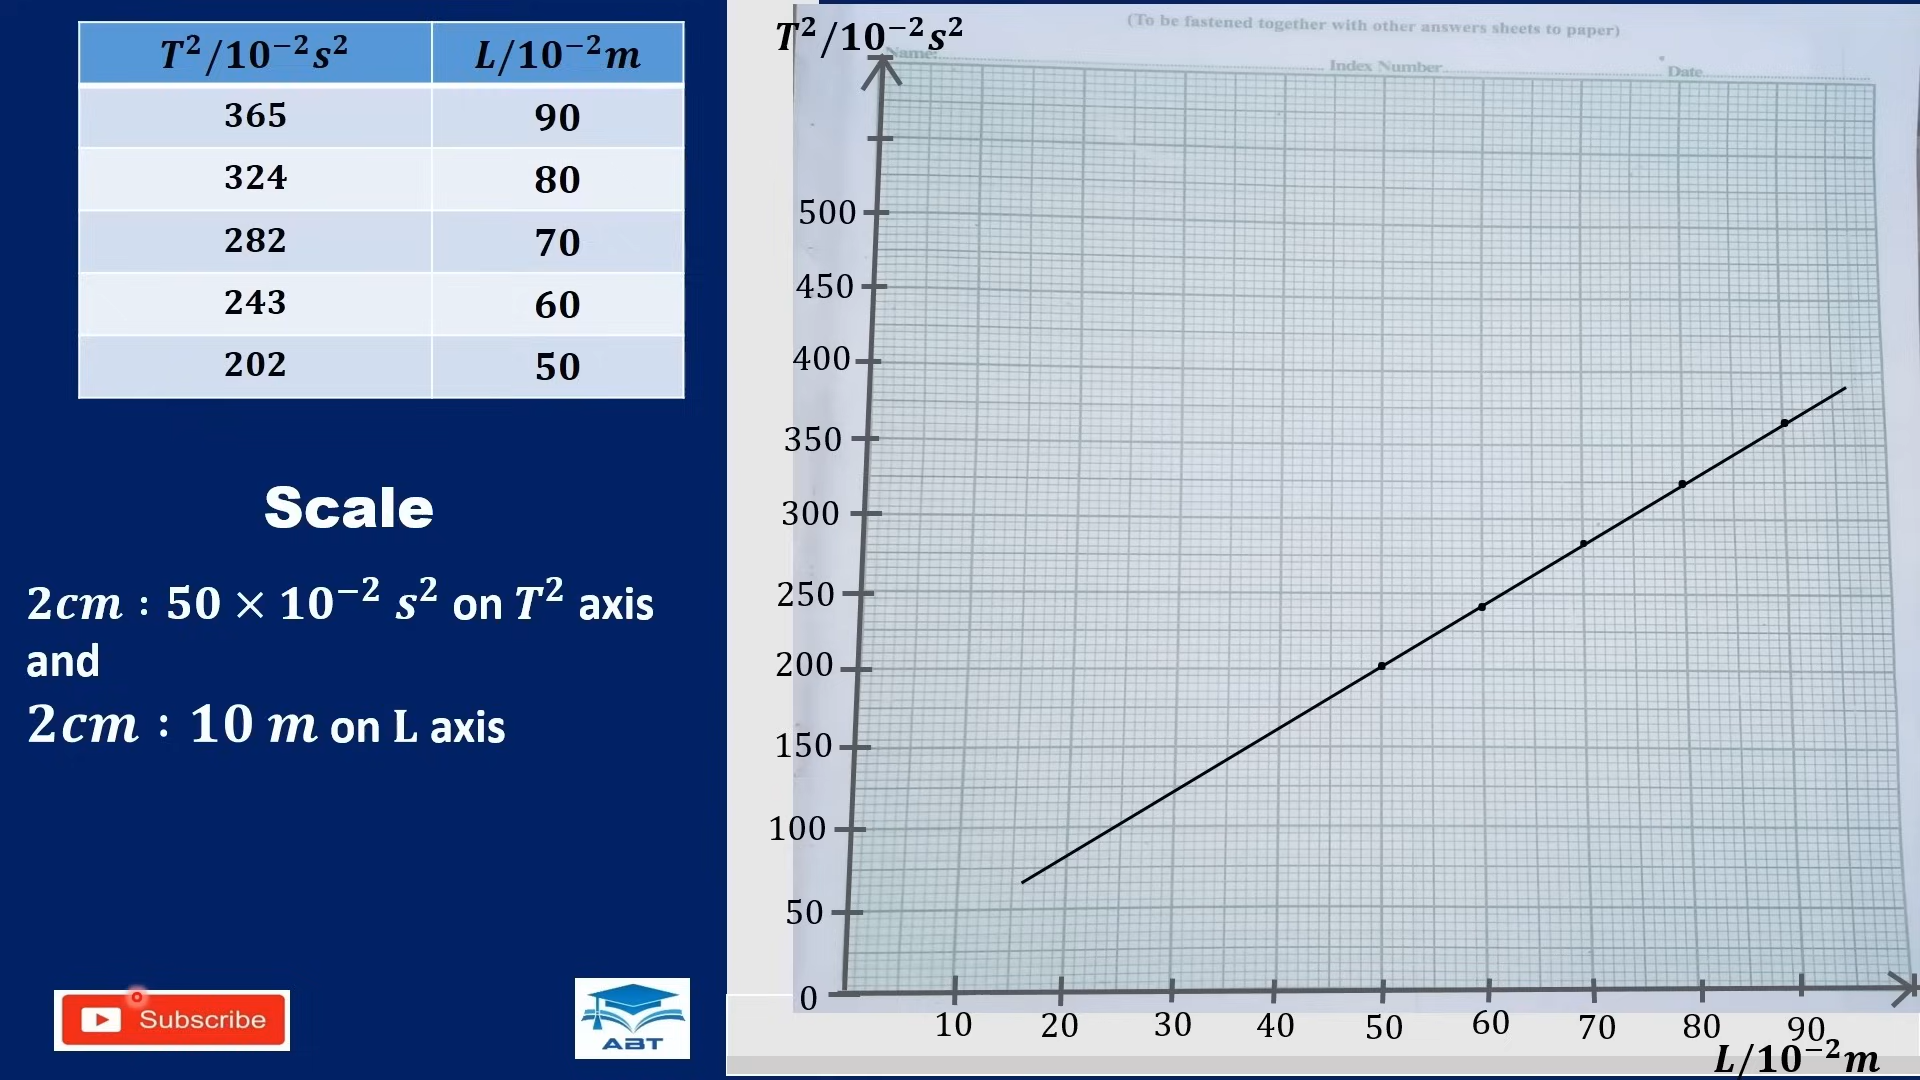 T²/10⁻²s² L/10⁻²m
365 90
324 80
282 70
243 60
202 50
Scale
2cm : 50 × 10⁻² s² on T² axis
and
2cm : 10 m on L axis
Subscribe
ABT
T²/10⁻²s²
(To be fastened together with other answers sheets to paper)
Name: Index Number Date
500
450
400
350
300
250
200
150
100
50
0
10 20 30 40 50 60 70 80 90
L/10⁻²m